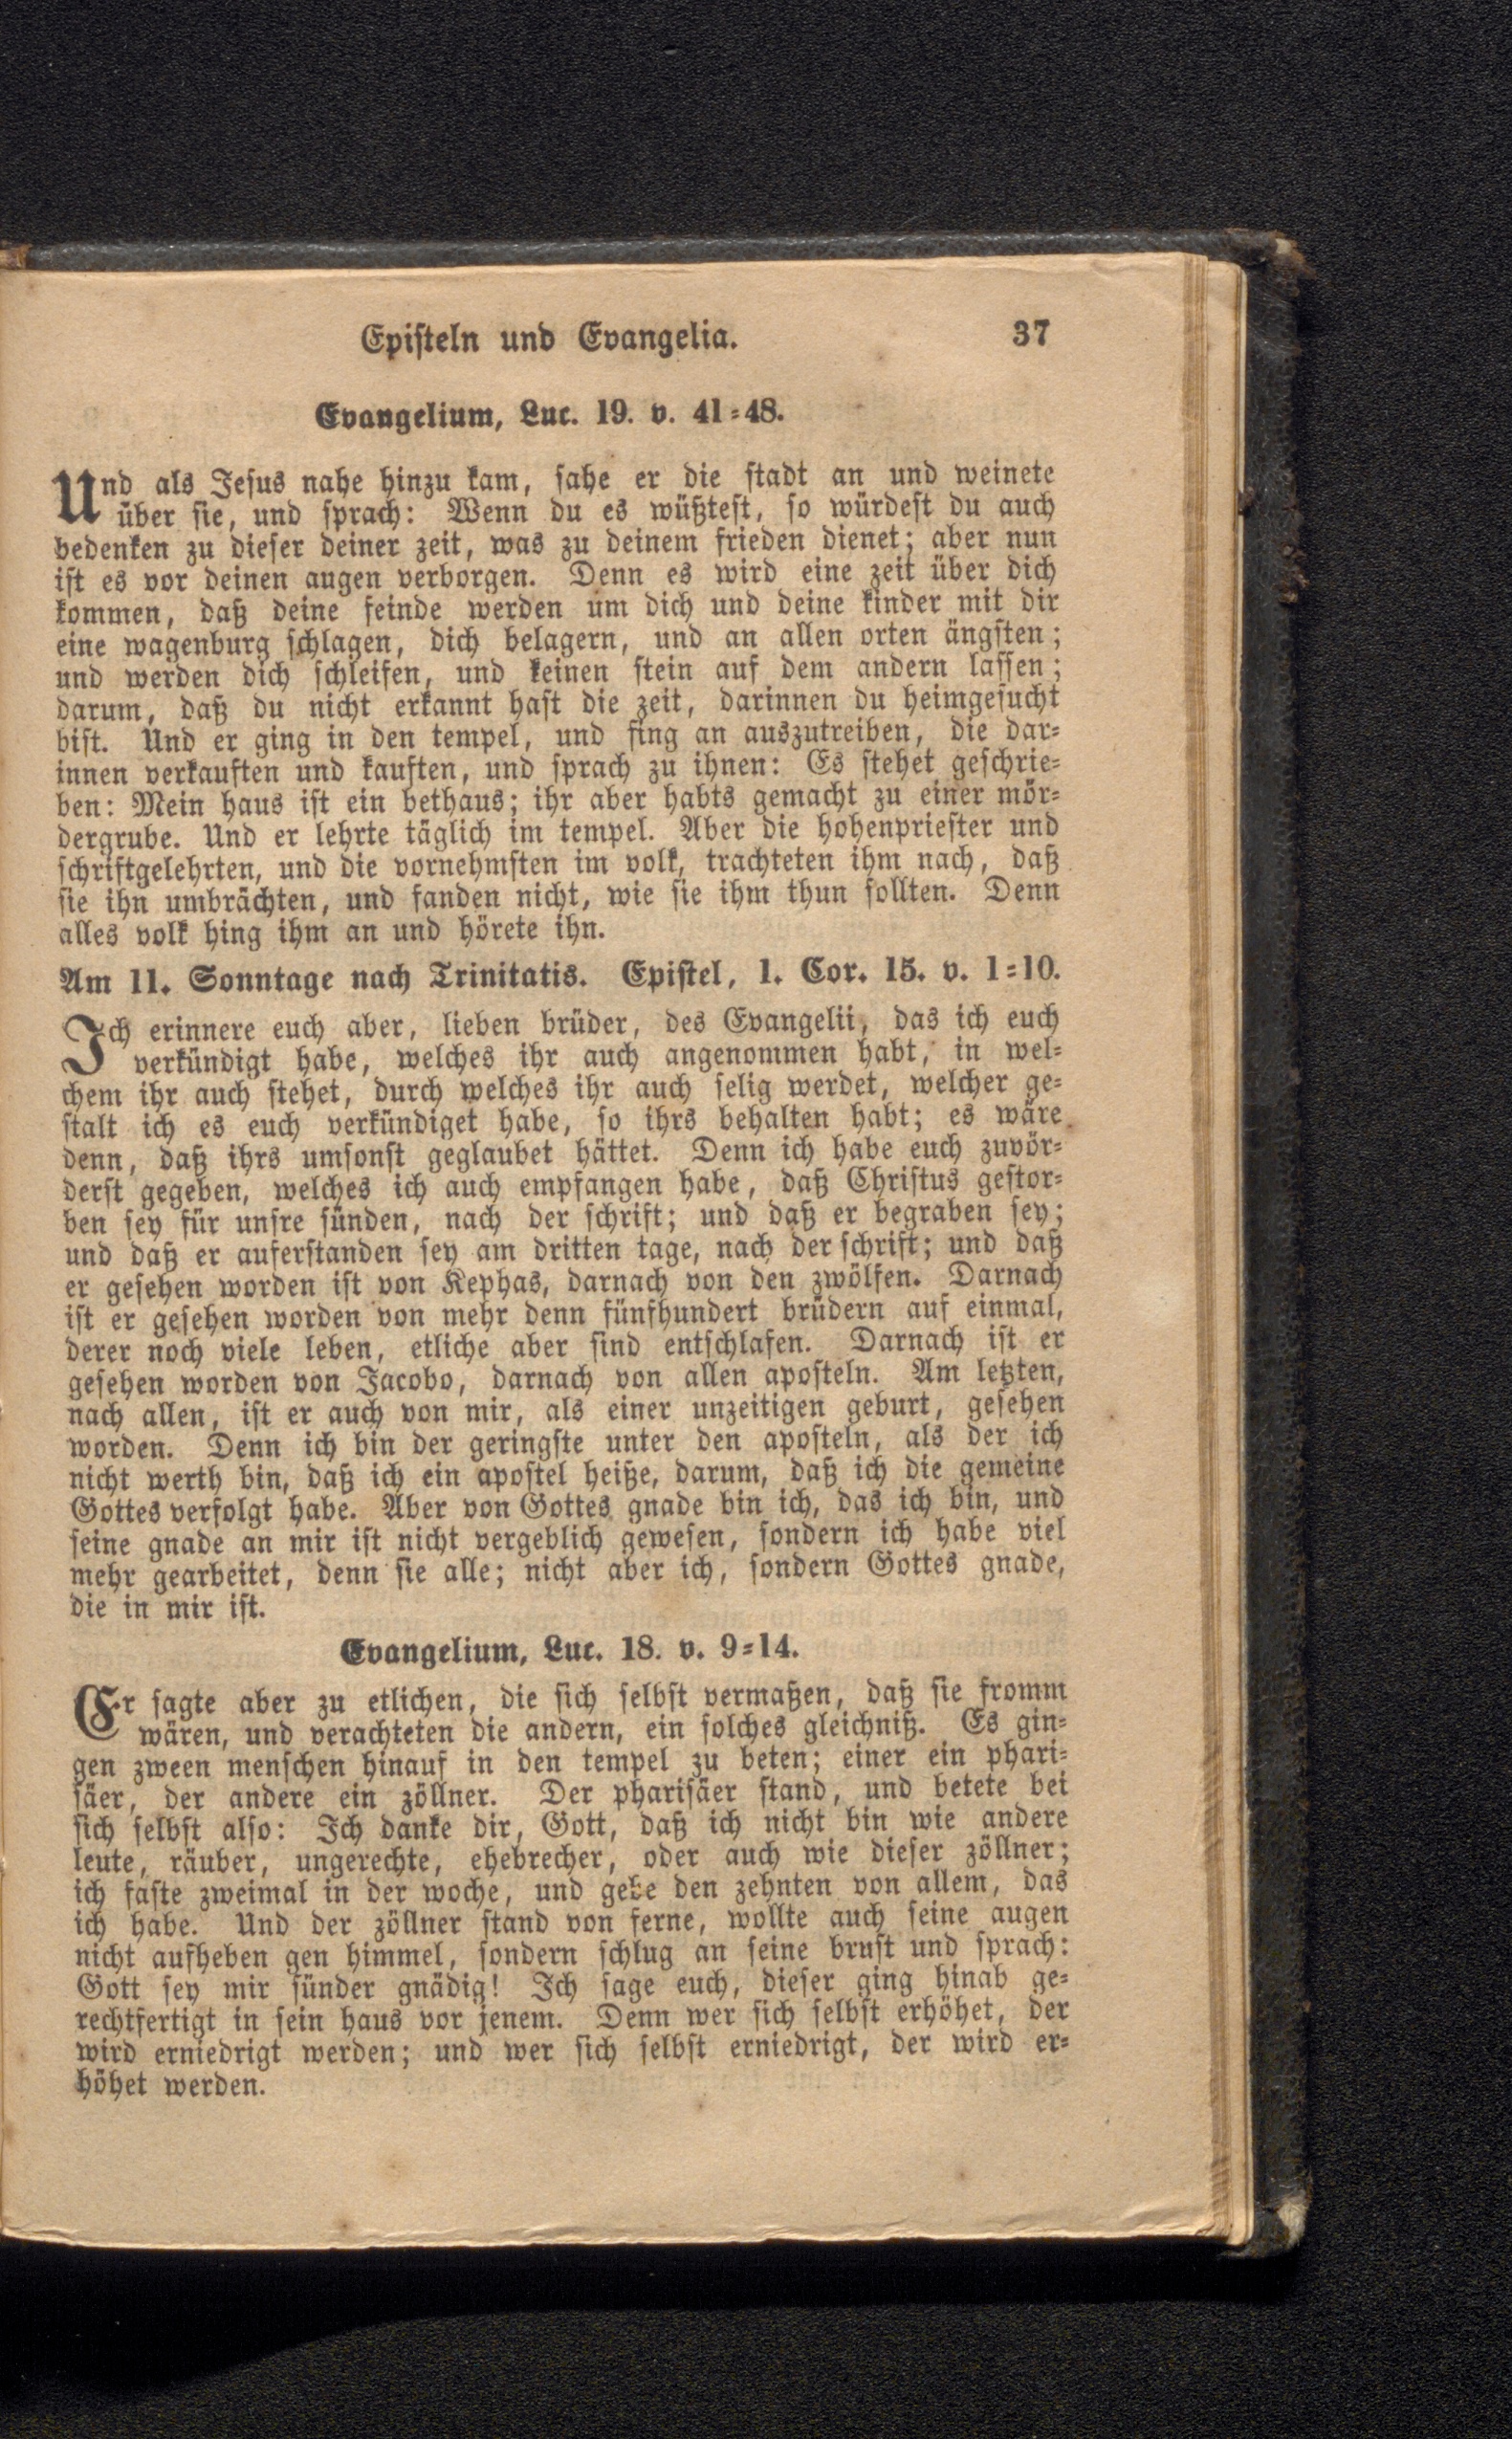 Episteln und Evangelia. 37
Evangelium, Luc. 19. v. 41=48.
Und als Jesus nahe hinzu kam, sahe er die stadt an und weinete
über sie, und sprach: Wenn du es wüßtest, so würdest du auch
bedenken zu dieser deiner zeit, was zu deinem frieden dienet; aber nun
ist es vor deinen augen verborgen. Denn es wird eine zeit über dich
kommen, daß deine feinde werden um dich und deine kinder mit dir
eine wagenburg schlagen, dich belagern, und an allen orten ängsten;
und werden dich schleifen, und keinen stein auf dem andern lassen;
darum, daß du nicht erkannt hast die zeit, darinnen du heimgesucht
bist. Und er ging in den tempel, und fing an auszutreiben, die dar=
innen verkauften und kauften, und sprach zu ihnen: Es stehet geschrie=
ben: Mein haus ist ein bethaus; ihr aber habts gemacht zu einer mör=
dergrube. Und er lehrte täglich im tempel. Aber die hohenpriester und
schriftgelehrten, und die vornehmsten im volk, trachteten ihm nach, daß
sie ihn umbrächten, und fanden nicht, wie sie ihm thun sollten. Denn
alles volk hing ihm an und hörete ihn.
Am 11. Sonntage nach Trinitatis. Epistel, 1. Cor. 15. v. 1=10.
Ich erinnere euch aber, lieben brüder, des Evangelii, das ich euch
verkündigt habe, welches ihr auch angenommen habt, in wel=
chem ihr auch stehet, durch welches ihr auch selig werdet, welcher ge=
stalt ich es euch verkündiget habe, so ihrs behalten habt; es wäre
denn, daß ihrs umsonst geglaubet hättet. Denn ich habe euch zuvör=
derst gegeben, welches ich auch empfangen habe, daß Christus gestor=
ben sey für unsre sünden, nach der schrift; und daß er begraben sey;
und daß er auferstanden sey am dritten tage, nach der schrift; und daß
er gesehen worden ist von Kephas, darnach von den zwölfen. Darnach
ist er gesehen worden von mehr denn fünfhundert brüdern auf einmal,
derer noch viele leben, etliche aber sind entschlafen. Darnach ist er
gesehen worden von Jacobo, darnach von allen aposteln. Am letzten,
nach allen, ist er auch von mir, als einer unzeitigen geburt, gesehen
worden. Denn ich bin der geringste unter den aposteln, als der ich
nicht werth bin, daß ich ein apostel heiße, darum, daß ich die gemeine
Gottes verfolgt habe. Aber von Gottes gnade bin ich, das ich bin, und
seine gnade an mir ist nicht vergeblich gewesen, sondern ich habe viel
mehr gearbeitet, denn sie alle; nicht aber ich, sondern Gottes gnade,
die in mir ist.
Evangelium, Luc. 18. v. 9=14.
Er sagte aber zu etlichen, die sich selbst vermaßen, daß sie fromm
wären, und verachteten die andern, ein solches gleichniß. Es gin=
gen zween menschen hinauf in den tempel zu beten; einer ein phari=
säer, der andere ein zöllner. Der pharisäer stand, und betete bei
sich selbst also: Ich danke dir, Gott, daß ich nicht bin wie andere
leute, räuber, ungerechte, ehebrecher, oder auch wie dieser zöllner;
ich faste zweimal in der woche, und gebe den zehnten von allem, das
ich habe. Und der zöllner stand von ferne, wollte auch seine augen
nicht aufheben gen himmel, sondern schlug an seine brust und sprach:
Gott sey mir sünder gnädig! Ich sage euch, dieser ging hinab ge=
rechtfertigt in sein haus vor jenem. Denn wer sich selbst erhöhet, der
wird erniedrigt werden; und wer sich selbst erniedrigt, der wird er=
höhet werden.